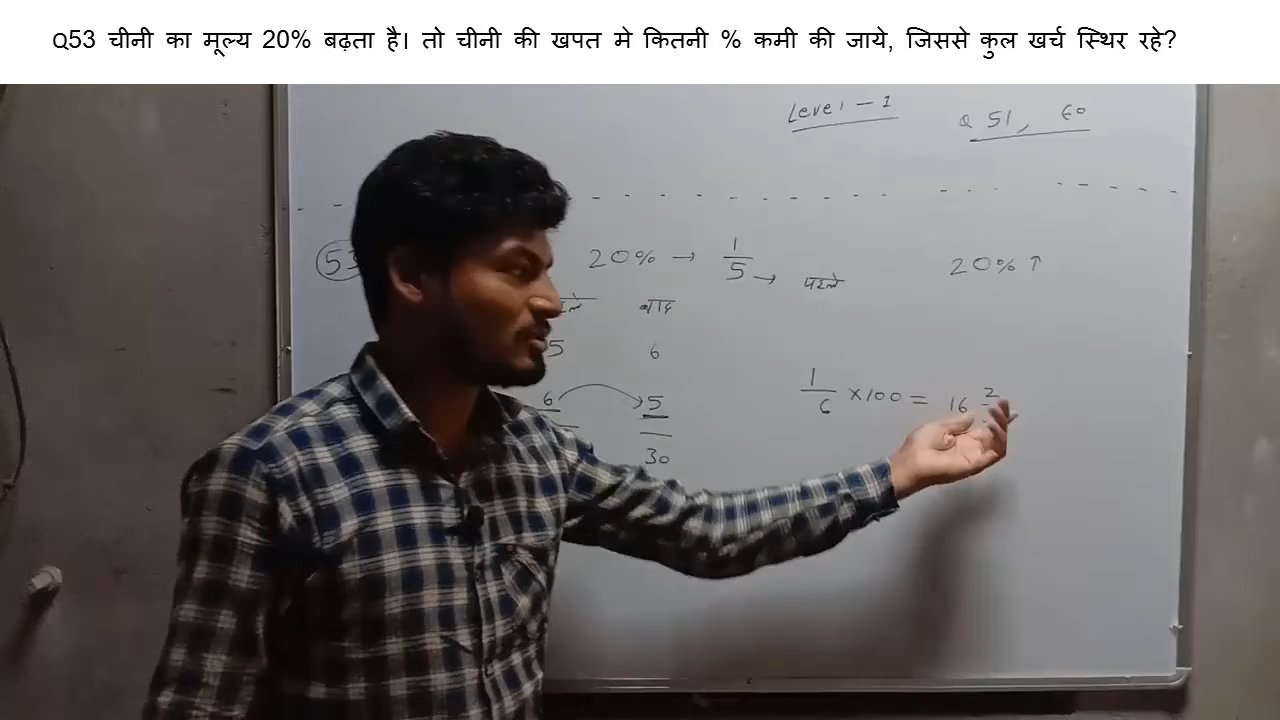 Q53 चीनी का मूल्य 20% बढ़ता है। तो चीनी की खपत मे कितनी % कमी की जाये, जिससे कुल खर्च स्थिर रहे?
Level - 1
Q 51, 60
20% → 1/5 → पहले
20% ↑
बाद
5 6
6 5
30
1/6 ×100 = 16 2